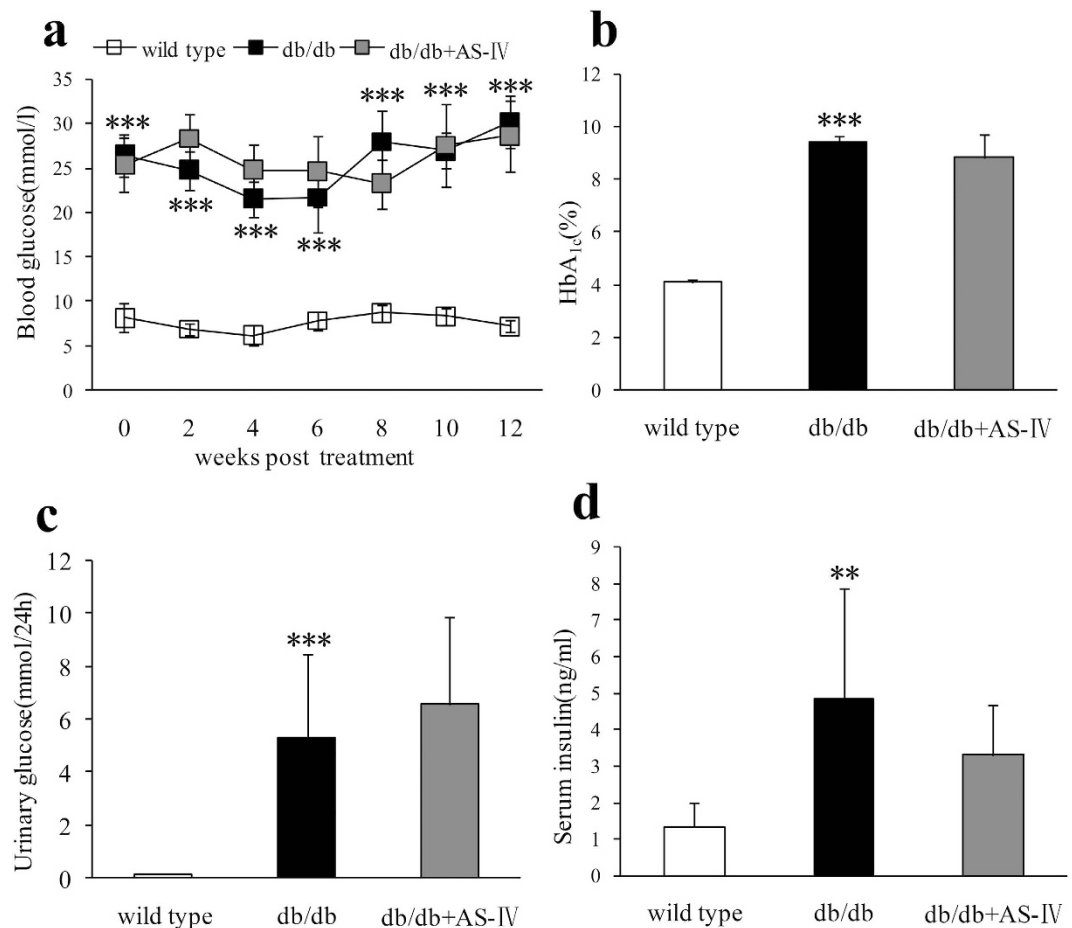 a
wild type db/db db/db+AS-Ⅳ
Blood glucose(mmol/l)
35
30
25
20
15
10
5
0
*** *** *** ***
*** *** ***
0 2 4 6 8 10 12
weeks post treatment
b
HbA1c(%)
12
10
8
6
4
2
0
***
wild type db/db db/db+AS-Ⅳ
c
Urinary glucose(mmol/24h)
12
10
8
6
4
2
0
***
wild type db/db db/db+AS-Ⅳ
d
Serum insulin(ng/ml)
9
8
7
6
5
4
3
2
1
0
**
wild type db/db db/db+AS-Ⅳ